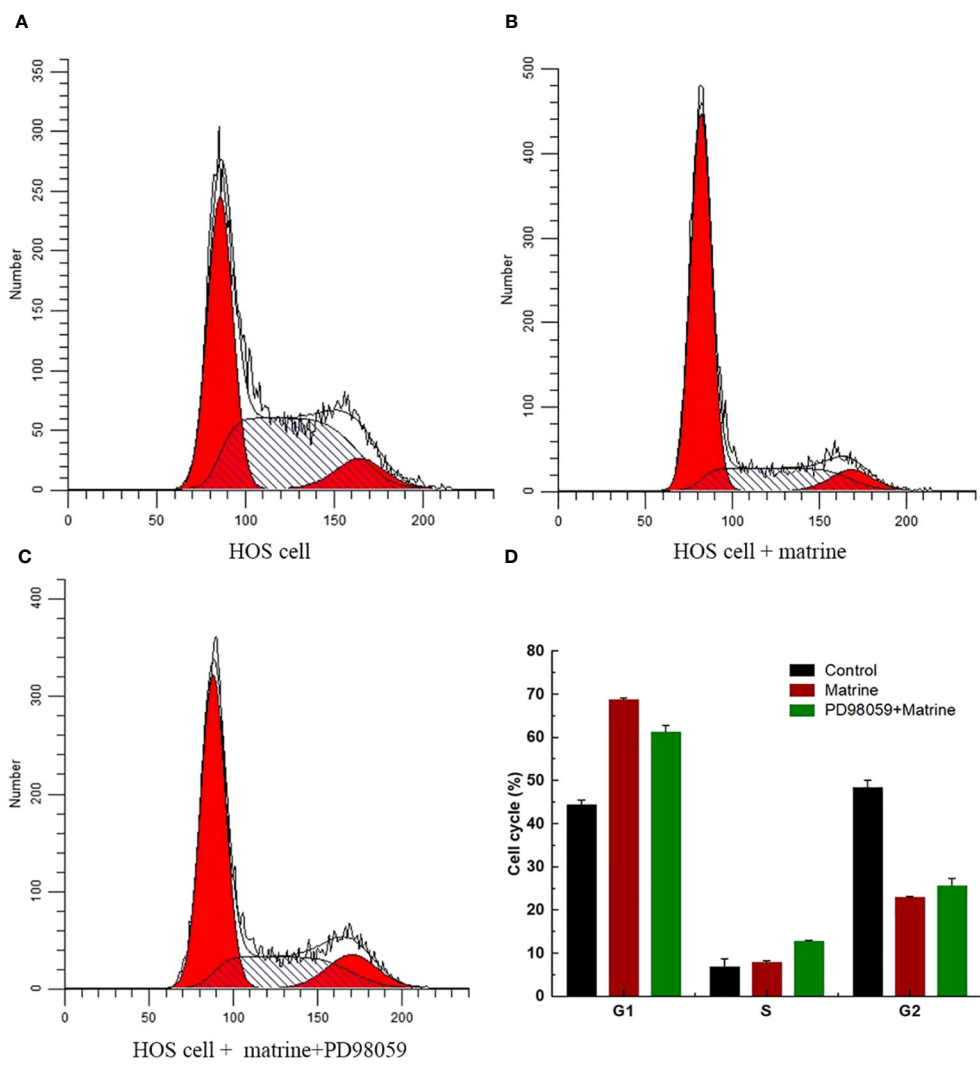 A
Number
350
300
250
200
150
100
50
0
0 50 100 150 200
HOS cell
B
Number
500
400
300
200
100
0
0 50 100 150 200
HOS cell + matrine
C
Number
400
300
200
100
0
0 50 100 150 200
HOS cell + matrine+PD98059
D
Cell cycle (%)
80
70
60
50
40
30
20
10
0
Control
Matrine
PD98059+Matrine
G1 S G2